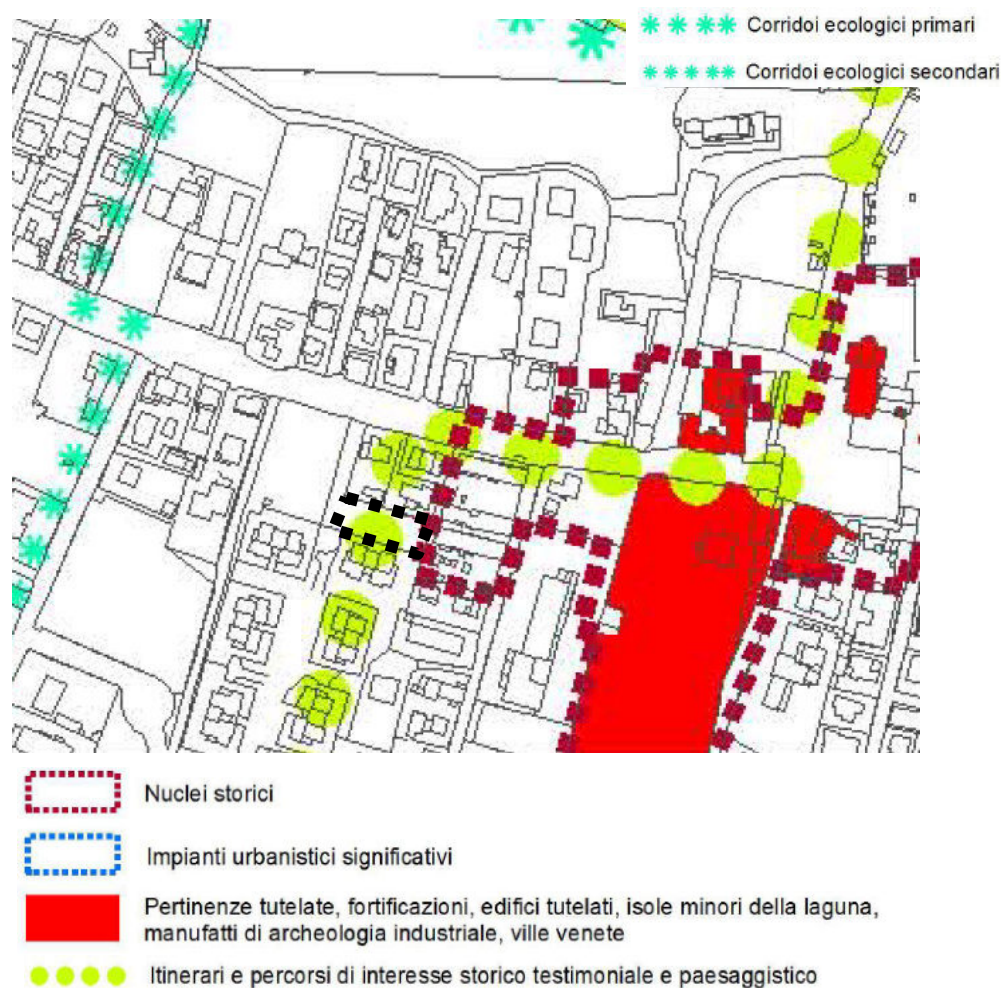 Corridoi ecologici primari
Corridoi ecologici secondari
Nuclei storici
Impianti urbanistici significativi
Pertinenze tutelate, fortificazioni, edifici tutelati, isole minori della laguna,
manufatti di archeologia industriale, ville venete
Itinerari e percorsi di interesse storico testimoniale e paesaggistico